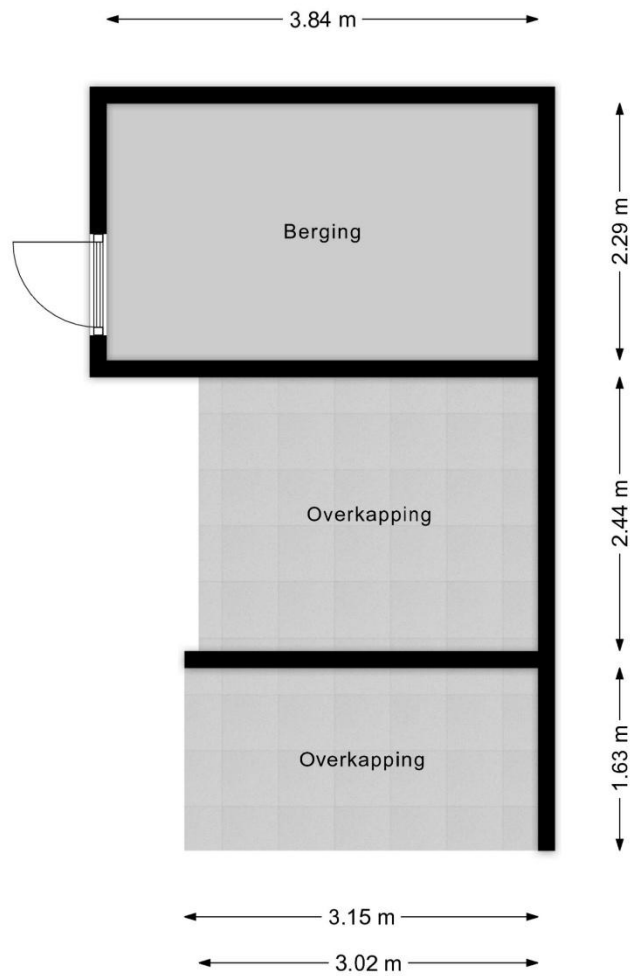 3.84 m
Berging
2.29 m
Overkapping
2.44 m
Overkapping
1.63 m
3.15 m
3.02 m